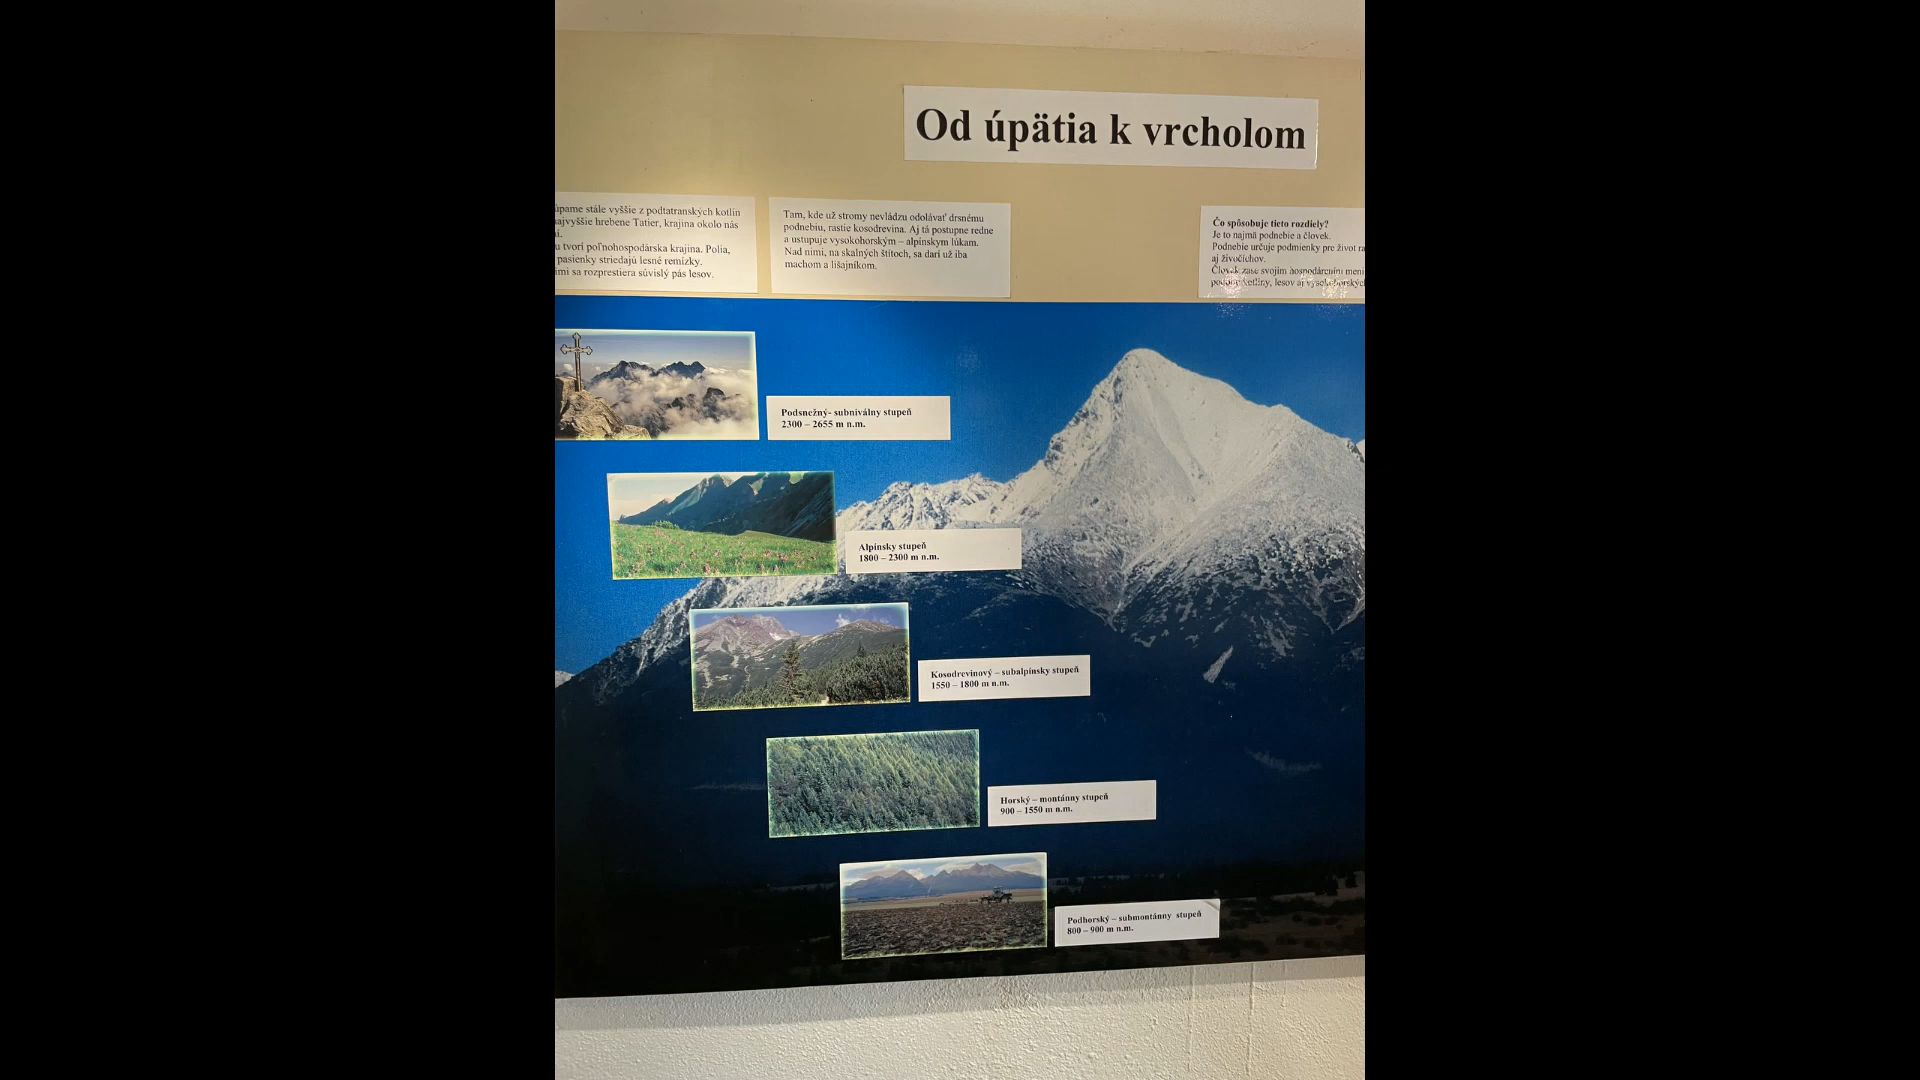 Od úpätia k vrcholom
stále vyššie z podtatranských kotlín
hrebene Tatier, krajina okolo nás
tvorí poľnohospodárska krajina. Polia,
pasienky striedajú lesné remízky.
sa rozprestiera súvislý pás lesov.
Tam, kde už stromy nevládzu odolávať drsnému
podnebiu, rastie kosodrevina. Aj tá postupne redne
a ustupuje vysokohorským – alpínskym lúkam.
Nad nimi, na skalných štítoch, sa darí už iba
machom a lišajníkom.
Čo spôsobuje tieto rozdiely?
Je to najmä podnebie a človek.
Podnebie určuje podmienky pre život
aj živočíchov.
Človek zase svojím hospodárením mení
kotliny, lesov aj
Podsnežný- subniválny stupeň
2300 – 2655 m n.m.
Alpínsky stupeň
1800 – 2300 m n.m.
Kosodrevinový – subalpínsky stupeň
1550 – 1800 m n.m.
Horský – montánny stupeň
900 – 1550 m n.m.
Podhorský – submontánny stupeň
800 – 900 m n.m.